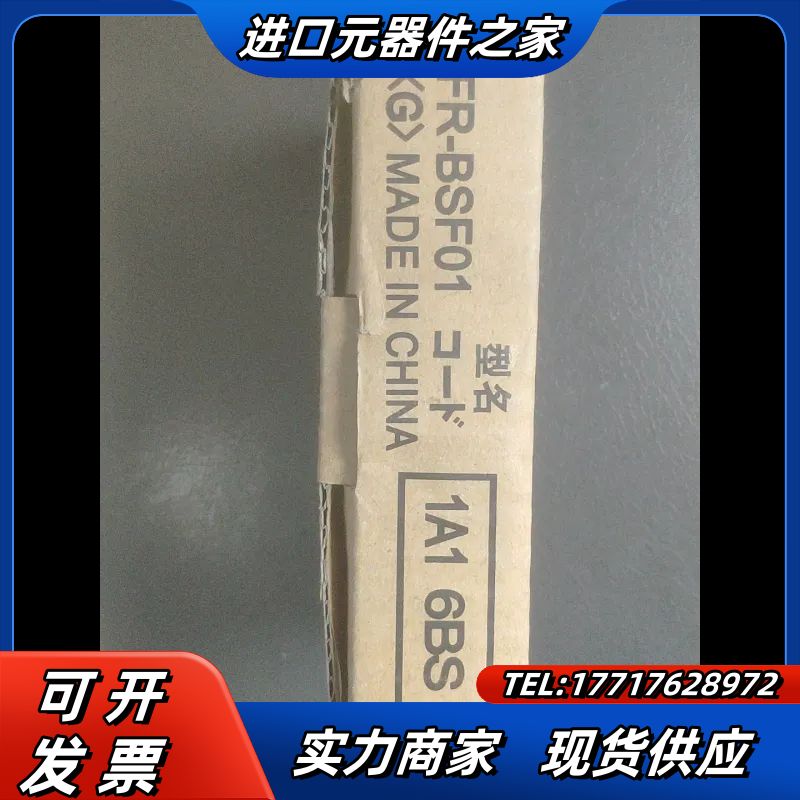 进口元器件之家
型名
FR-BSF01 コード
<G> MADE IN CHINA
1A1 6BS
TEL:17717628972
可开
发票
实力商家 现货供应